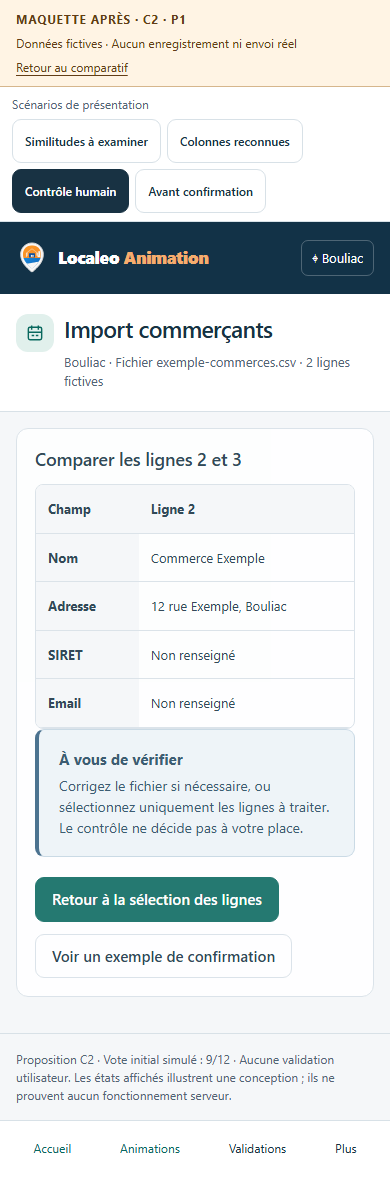 MAQUETTE APRÈS · C2 · P1
Données fictives · Aucun enregistrement ni envoi réel
Retour au comparatif
Scénarios de présentation
Similitudes à examiner
Colonnes reconnues
Contrôle humain
Avant confirmation
Localeo Animation
Bouliac
Import commerçants
Bouliac · Fichier exemple-commerces.csv · 2 lignes
fictives
Comparer les lignes 2 et 3
Champ Ligne 2
Nom Commerce Exemple
Adresse 12 rue Exemple, Bouliac
SIRET Non renseigné
Email Non renseigné
À vous de vérifier
Corrigez le fichier si nécessaire, ou
sélectionnez uniquement les lignes à traiter.
Le contrôle ne décide pas à votre place.
Retour à la sélection des lignes
Voir un exemple de confirmation
Proposition C2 · Vote initial simulé : 9/12 · Aucune validation
utilisateur. Les états affichés illustrent une conception ; ils ne
prouvent aucun fonctionnement serveur.
Accueil Animations Validations Plus